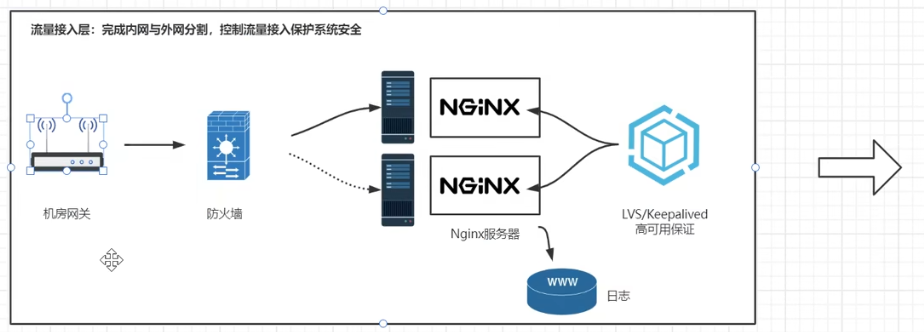 流量接入层：完成内网与外网分割，控制流量接入保护系统安全
NGINX
NGINX
机房网关
防火墙
Nginx服务器
LVS/Keepalived
高可用保证
WWW
日志